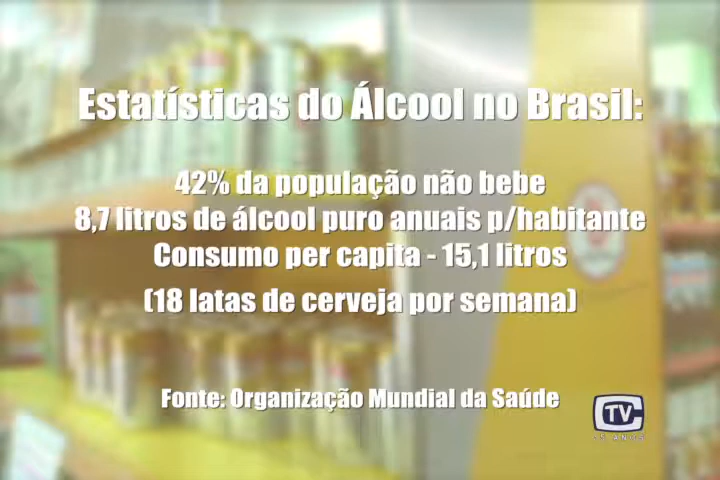 Estatísticas do Álcool no Brasil:
42% da população não bebe
8,7 litros de álcool puro anuais p/habitante
Consumo per capita - 15,1 litros
(18 latas de cerveja por semana)
Fonte: Organização Mundial da Saúde
TV